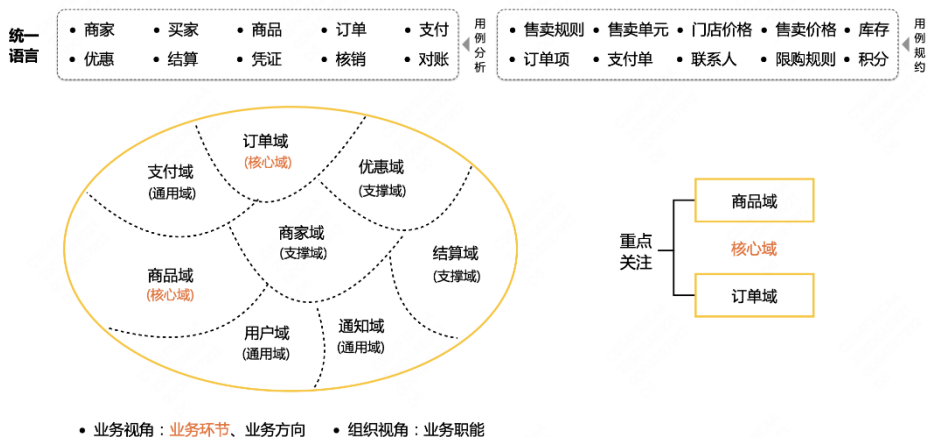 统一语言
• 商家 • 买家 • 商品 • 订单 • 支付
• 优惠 • 结算 • 凭证 • 核销 • 对账
用例分析
• 售卖规则 • 售卖单元 • 门店价格 • 售卖价格 • 库存
• 订单项 • 支付单 • 联系人 • 限购规则 • 积分
用例规约
订单域
(核心域)
支付域
(通用域)
优惠域
(支撑域)
商家域
(支撑域)
结算域
(支撑域)
商品域
(核心域)
用户域
(通用域)
通知域
(通用域)
重点
关注
商品域
核心域
订单域
• 业务视角：业务环节、业务方向 • 组织视角：业务职能